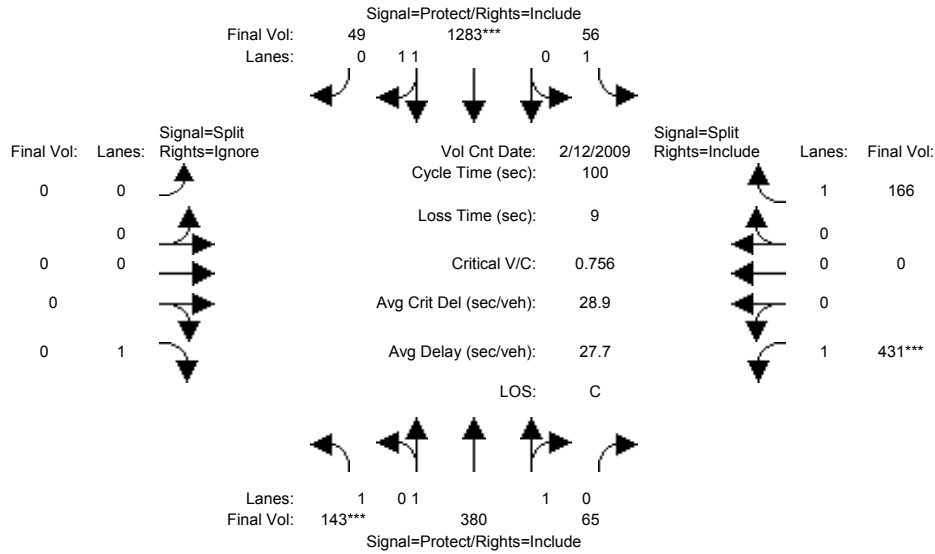 Signal=Protect/Rights=Include
Final Vol: 49 1283*** 56
Lanes: 0 1 1 0 1
Signal=Split
Final Vol: Lanes: Rights=Ignore
Vol Cnt Date: 2/12/2009
Signal=Split
Rights=Include Lanes: Final Vol:
Cycle Time (sec): 100
0 0
1 166
Loss Time (sec): 9
0
0
0 0
Critical V/C: 0.756
0 0
0
Avg Crit Del (sec/veh): 28.9
0
0 1
Avg Delay (sec/veh): 27.7
1 431***
LOS: C
Lanes: 1 0 1 1 0
Final Vol: 143*** 380 65
Signal=Protect/Rights=Include